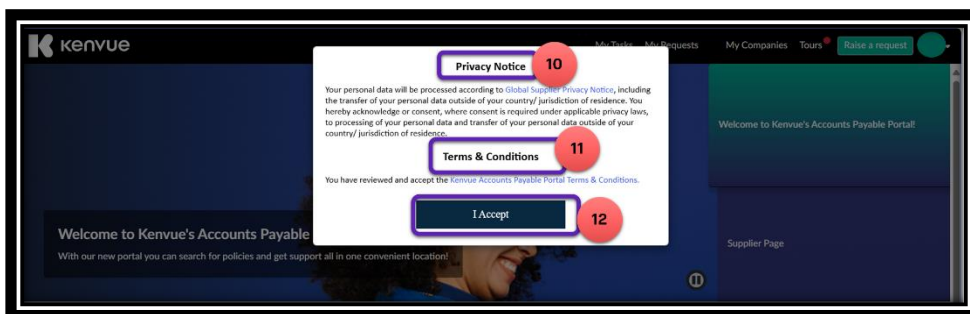 Kenvue
My Tasks My Requests My Companies Tours Raise a request
Privacy Notice
10
Your personal data will be processed according to Global Supplier Privacy Notice, including
the transfer of your personal data outside of your country/ jurisdiction of residence. You
hereby acknowledge or consent, where consent is required under applicable privacy laws,
to processing of your personal data and transfer of your personal data outside of your
country/ jurisdiction of residence.
Welcome to Kenvue's Accounts Payable Portal!
Terms & Conditions
11
You have reviewed and accept the Kenvue Accounts Payable Portal Terms & Conditions.
I Accept
12
Welcome to Kenvue's Accounts Payable
With our new portal you can search for policies and get support all in one convenient location!
Supplier Page